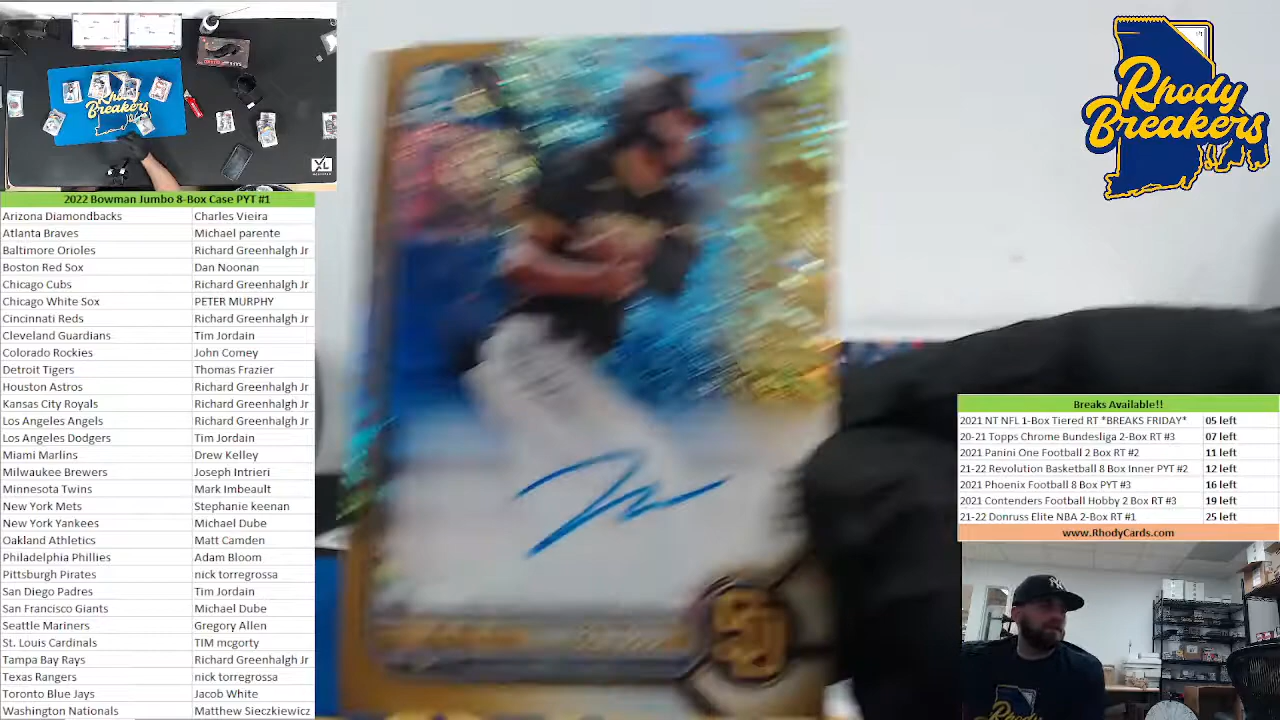 2022 Bowman Jumbo 8-Box Case PYT #1
Arizona Diamondbacks Charles Vieira
Atlanta Braves Michael parente
Baltimore Orioles Richard Greenhalgh Jr
Boston Red Sox Dan Noonan
Chicago Cubs Richard Greenhalgh Jr
Chicago White Sox PETER MURPHY
Cincinnati Reds Richard Greenhalgh Jr
Cleveland Guardians Tim Jordain
Colorado Rockies John Comey
Detroit Tigers Thomas Frazier
Houston Astros Richard Greenhalgh Jr
Kansas City Royals Richard Greenhalgh Jr
Los Angeles Angels Richard Greenhalgh Jr
Los Angeles Dodgers Tim Jordain
Miami Marlins Drew Kelley
Milwaukee Brewers Joseph Intrieri
Minnesota Twins Mark Imbeault
New York Mets Stephanie keenan
New York Yankees Michael Dube
Oakland Athletics Matt Camden
Philadelphia Phillies Adam Bloom
Pittsburgh Pirates nick torregrossa
San Diego Padres Tim Jordain
San Francisco Giants Michael Dube
Seattle Mariners Gregory Allen
St. Louis Cardinals TIM mcgorty
Tampa Bay Rays Richard Greenhalgh Jr
Texas Rangers nick torregrossa
Toronto Blue Jays Jacob White
Washington Nationals Matthew Sieczkiewicz
Rhody
Breakers
XL
SD
Rhody
Breakers
Breaks Available!!
2021 NT NFL 1-Box Tiered RT *BREAKS FRIDAY* 05 left
20-21 Topps Chrome Bundesliga 2-Box RT #3 07 left
2021 Panini One Football 2 Box RT #2 11 left
21-22 Revolution Basketball 8 Box Inner PYT #2 12 left
2021 Phoenix Football 8 Box PYT #3 16 left
2021 Contenders Football Hobby 2 Box RT #3 19 left
21-22 Donruss Elite NBA 2-Box RT #1 25 left
www.RhodyCards.com
Rhody